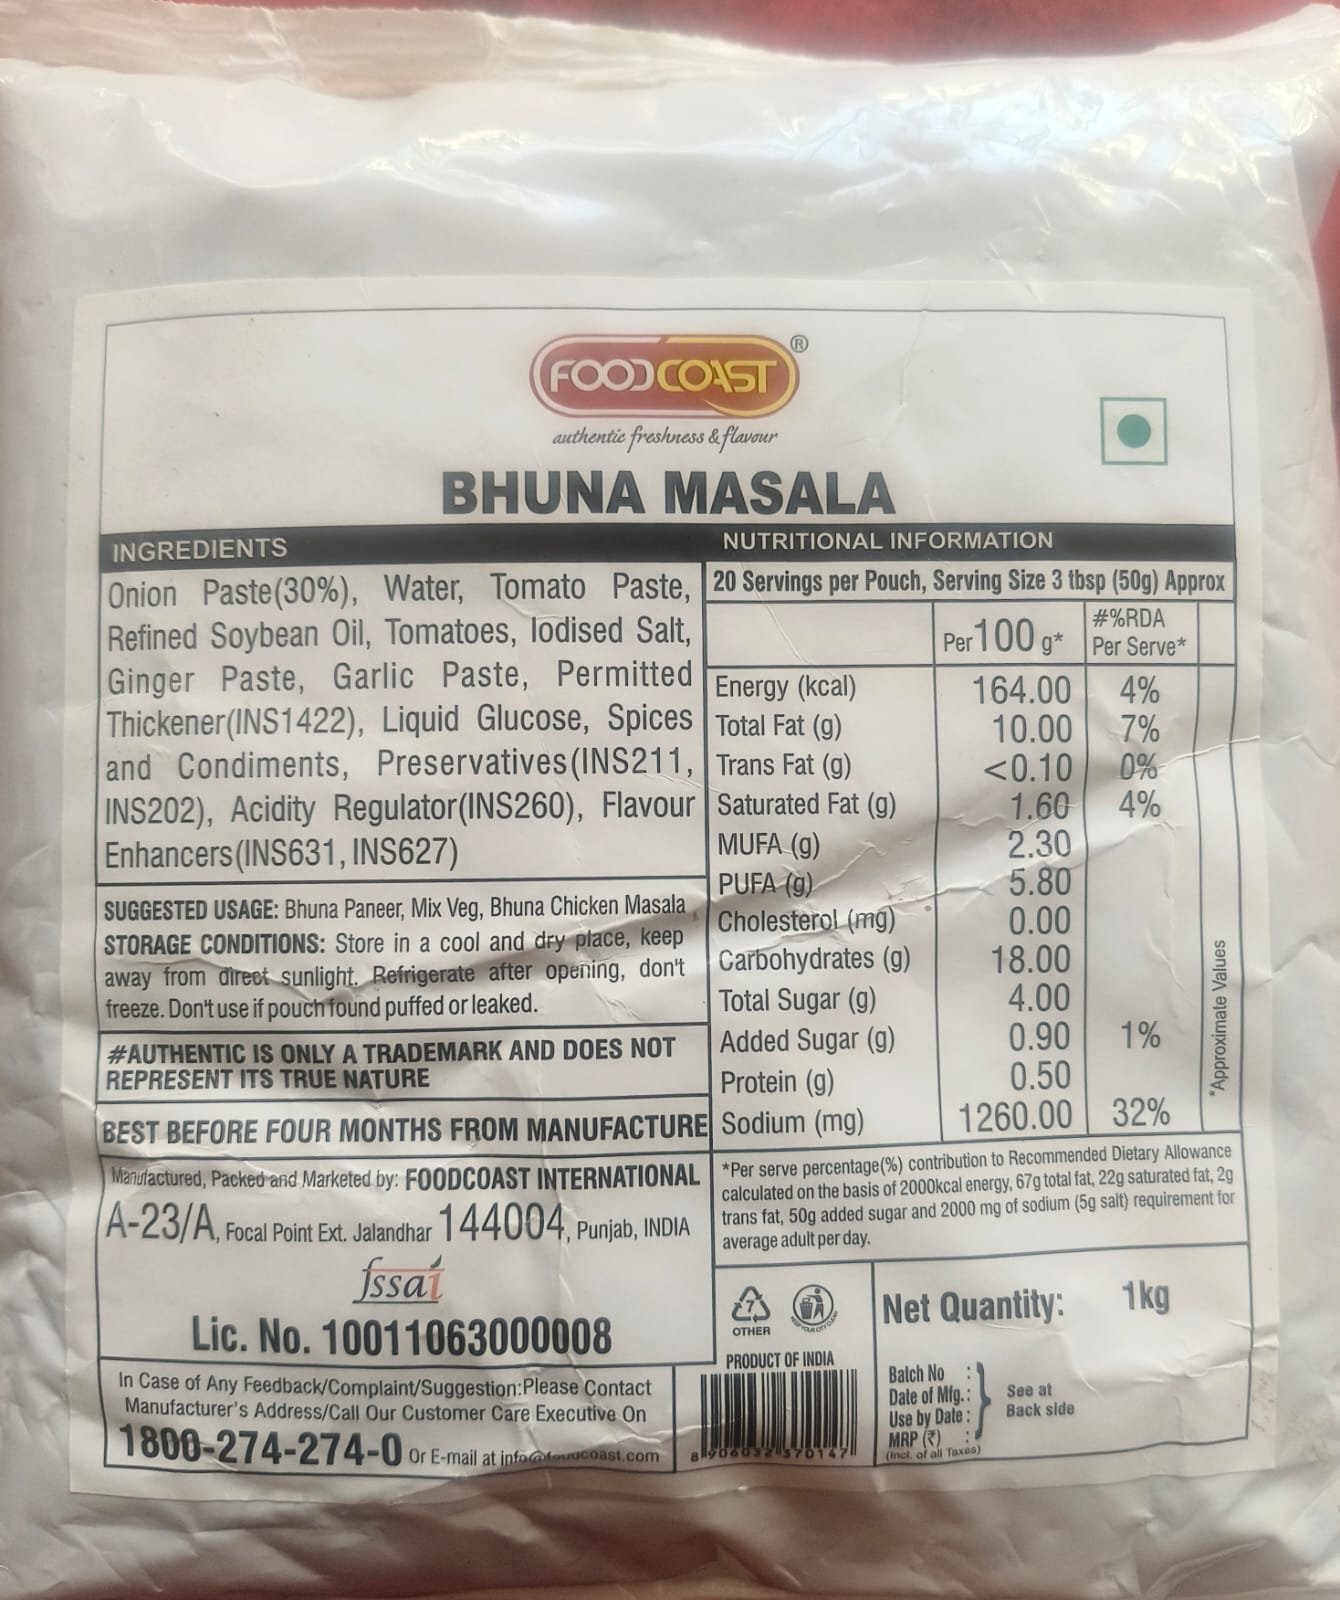 FOODCOAST ®
authentic freshness & flavour
BHUNA MASALA
INGREDIENTS
Onion Paste(30%), Water, Tomato Paste,
Refined Soybean Oil, Tomatoes, Iodised Salt,
Ginger Paste, Garlic Paste, Permitted
Thickener(INS1422), Liquid Glucose, Spices
and Condiments, Preservatives(INS211,
INS202), Acidity Regulator(INS260), Flavour
Enhancers(INS631, INS627)
SUGGESTED USAGE: Bhuna Paneer, Mix Veg, Bhuna Chicken Masala
STORAGE CONDITIONS: Store in a cool and dry place, keep
away from direct sunlight. Refrigerate after opening, don't
freeze. Don't use if pouch found puffed or leaked.
#AUTHENTIC IS ONLY A TRADEMARK AND DOES NOT
REPRESENT ITS TRUE NATURE
BEST BEFORE FOUR MONTHS FROM MANUFACTURE
Manufactured, Packed and Marketed by: FOODCOAST INTERNATIONAL
A-23/A, Focal Point Ext. Jalandhar 144004, Punjab, INDIA
fssai
Lic. No. 10011063000008
In Case of Any Feedback/Complaint/Suggestion:Please Contact
Manufacturer's Address/Call Our Customer Care Executive On
1800-274-274-0 Or E-mail at info@foodcoast.com
NUTRITIONAL INFORMATION
20 Servings per Pouch, Serving Size 3 tbsp (50g) Approx
Per 100 g* #%RDA Per Serve*
Energy (kcal) 164.00 4%
Total Fat (g) 10.00 7%
Trans Fat (g) <0.10 0%
Saturated Fat (g) 1.60 4%
MUFA (g) 2.30
PUFA (g) 5.80
Cholesterol (mg) 0.00
Carbohydrates (g) 18.00
Total Sugar (g) 4.00
Added Sugar (g) 0.90 1%
Protein (g) 0.50
Sodium (mg) 1260.00 32%
*Approximate Values
*Per serve percentage(%) contribution to Recommended Dietary Allowance
calculated on the basis of 2000kcal energy, 67g total fat, 22g saturated fat, 2g
trans fat, 50g added sugar and 2000 mg of sodium (5g salt) requirement for
average adult per day.
7
OTHER
KEEP YOUR CITY CLEAN
PRODUCT OF INDIA
8 906032 370147
Net Quantity: 1kg
Batch No :
Date of Mfg.:
Use by Date :
MRP (₹) :
(Incl. of all Taxes)
See at
Back side